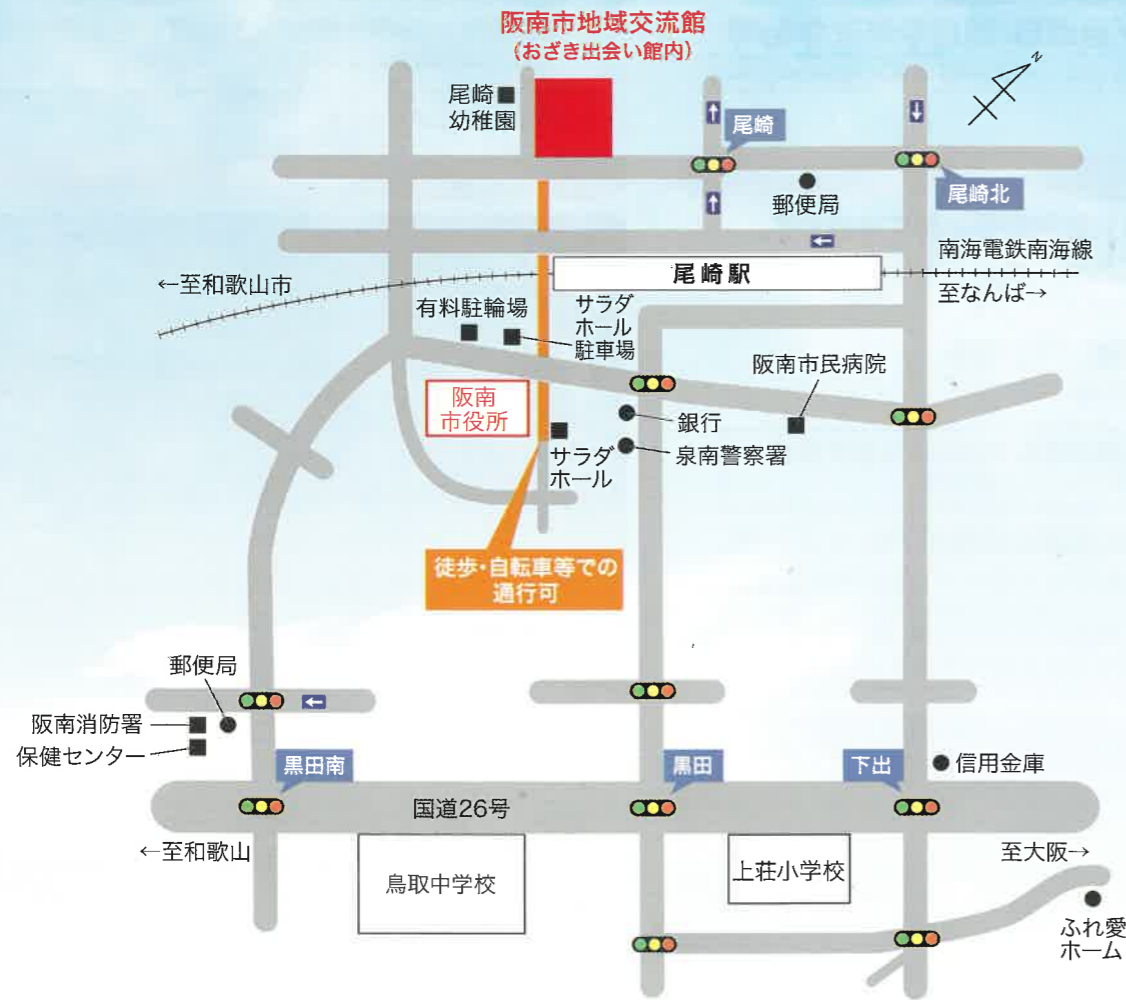 阪南市地域交流館
(おざき出会い館内)
N
尾崎
幼稚園
尾崎
郵便局
尾崎北
南海電鉄南海線
←至和歌山市
尾崎駅
至なんば→
有料駐輪場
サラダ
ホール
駐車場
阪南市民病院
阪南
市役所
銀行
泉南警察署
サラダ
ホール
徒歩・自転車等での
通行可
郵便局
阪南消防署
保健センター
黒田南
黒田
下出
信用金庫
国道26号
←至和歌山
至大阪→
鳥取中学校
上荘小学校
ふれ愛
ホーム